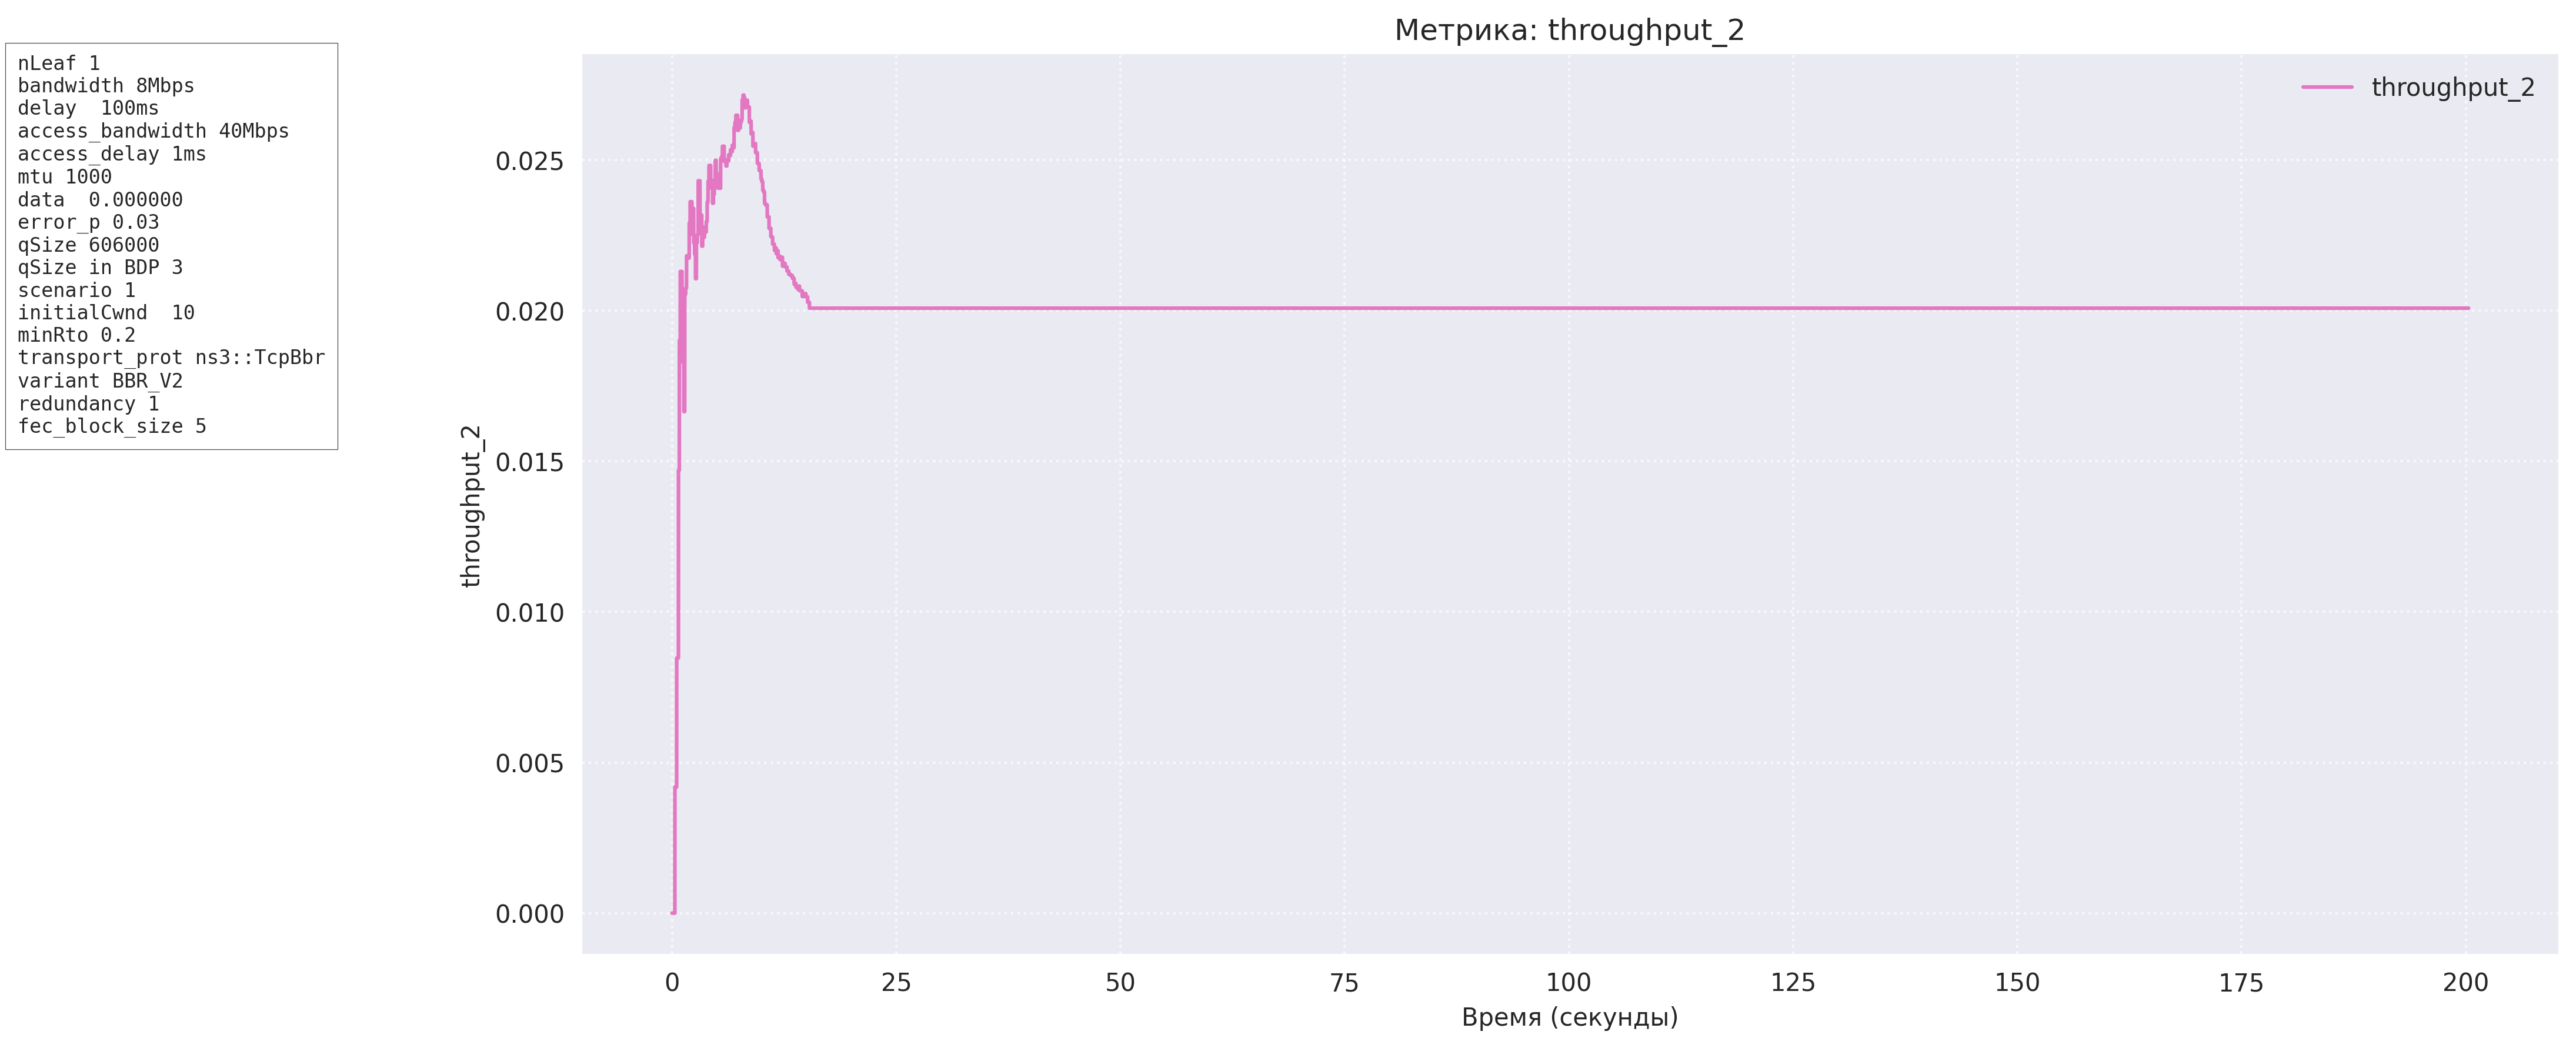 Метрика: throughput_2
nLeaf 1
bandwidth 8Mbps
delay  100ms
access_bandwidth 40Mbps
access_delay 1ms
mtu 1000
data  0.000000
error_p 0.03
qSize 606000
qSize in BDP 3
scenario 1
initialCwnd  10
minRto 0.2
transport_prot ns3::TcpBbr
variant BBR_V2
redundancy 1
fec_block_size 5
throughput_2
throughput_2
0.025
0.020
0.015
0.010
0.005
0.000
0 25 50 75 100 125 150 175 200
Время (секунды)